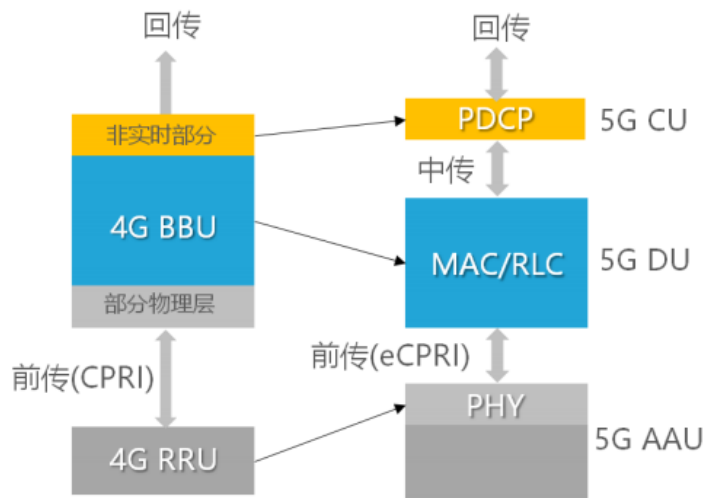 回传
非实时部分
4G BBU
部分物理层
前传(CPRI)
4G RRU
回传
PDCP
5G CU
中传
MAC/RLC
5G DU
前传(eCPRI)
PHY
5G AAU